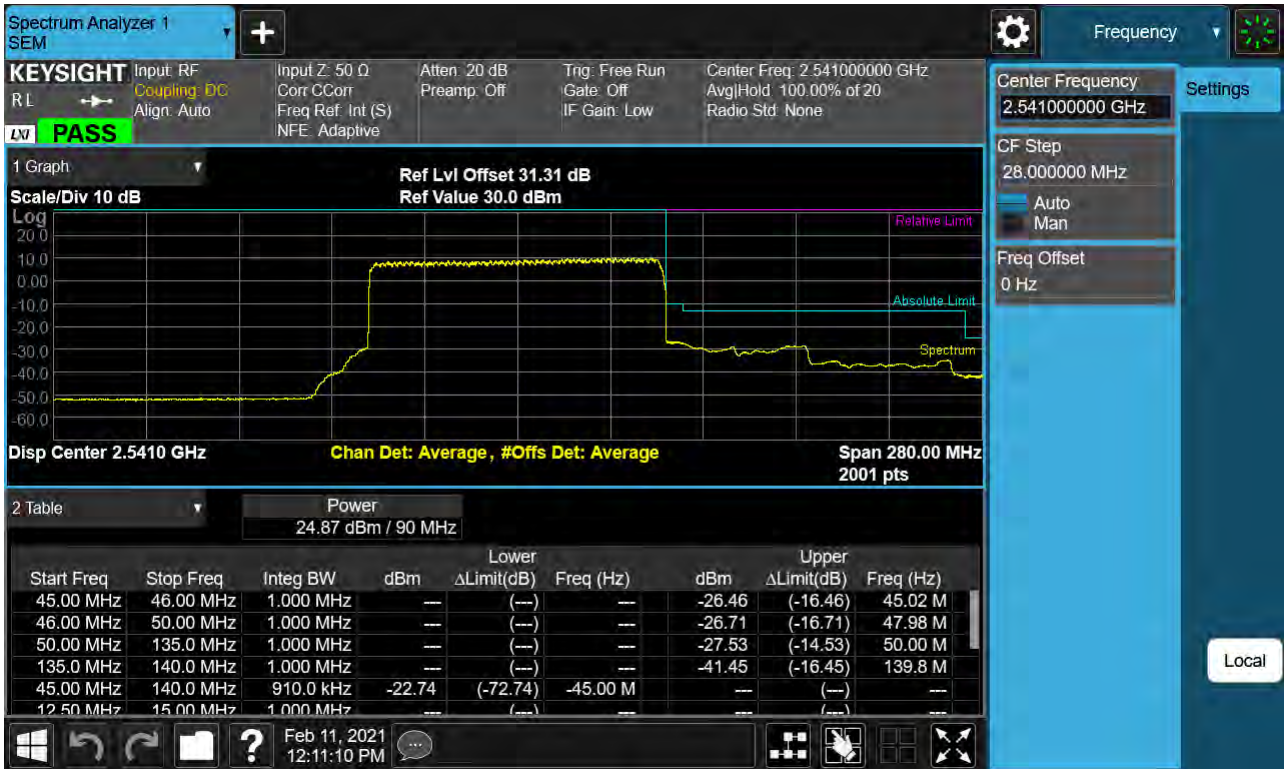 Spectrum Analyzer 1
SEM
+
Frequency
KEYSIGHT
Input: RF
Coupling: DC
Align: Auto
Input Z: 50 Ω
Corr CCorr
Freq Ref: Int (S)
NFE: Adaptive
Atten: 20 dB
Preamp: Off
Trig: Free Run
Gate: Off
IF Gain: Low
Center Freq: 2.541000000 GHz
Avg|Hold: 100.00% of 20
Radio Std: None
R L
LXI
PASS
Center Frequency
2.541000000 GHz
Settings
CF Step
28.000000 MHz
Auto
Man
Freq Offset
0 Hz
Local
1 Graph
Scale/Div 10 dB
Ref Lvl Offset 31.31 dB
Ref Value 30.0 dBm
Log
20.0
10.0
0.00
-10.0
-20.0
-30.0
-40.0
-50.0
-60.0
Relative Limit
Absolute Limit
Spectrum
Disp Center 2.5410 GHz
Chan Det: Average, #Offs Det: Average
Span 280.00 MHz
2001 pts
2 Table
Power
24.87 dBm / 90 MHz
Lower Upper
Start Freq Stop Freq Integ BW dBm ΔLimit(dB) Freq (Hz) dBm ΔLimit(dB) Freq (Hz)
45.00 MHz 46.00 MHz 1.000 MHz --- (---) --- -26.46 (-16.46) 45.02 M
46.00 MHz 50.00 MHz 1.000 MHz --- (---) --- -26.71 (-16.71) 47.98 M
50.00 MHz 135.0 MHz 1.000 MHz --- (---) --- -27.53 (-14.53) 50.00 M
135.0 MHz 140.0 MHz 1.000 MHz --- (---) --- -41.45 (-16.45) 139.8 M
45.00 MHz 140.0 MHz 910.0 kHz -22.74 (-72.74) -45.00 M --- (---) ---
12.50 MHz 15.00 MHz 1.000 MHz --- (---) --- --- (---) ---
?
Feb 11, 2021
12:11:10 PM